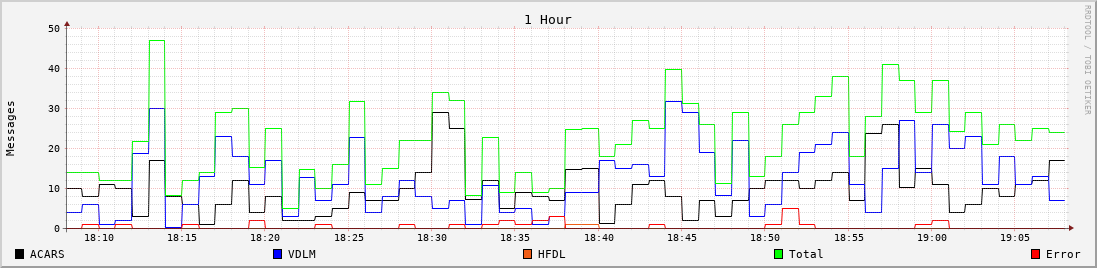 1 Hour
RRDTOOL / TOBI OETIKER
Messages
50
40
30
20
10
0
18:10 18:15 18:20 18:25 18:30 18:35 18:40 18:45 18:50 18:55 19:00 19:05
ACARS VDLM HFDL Total Error